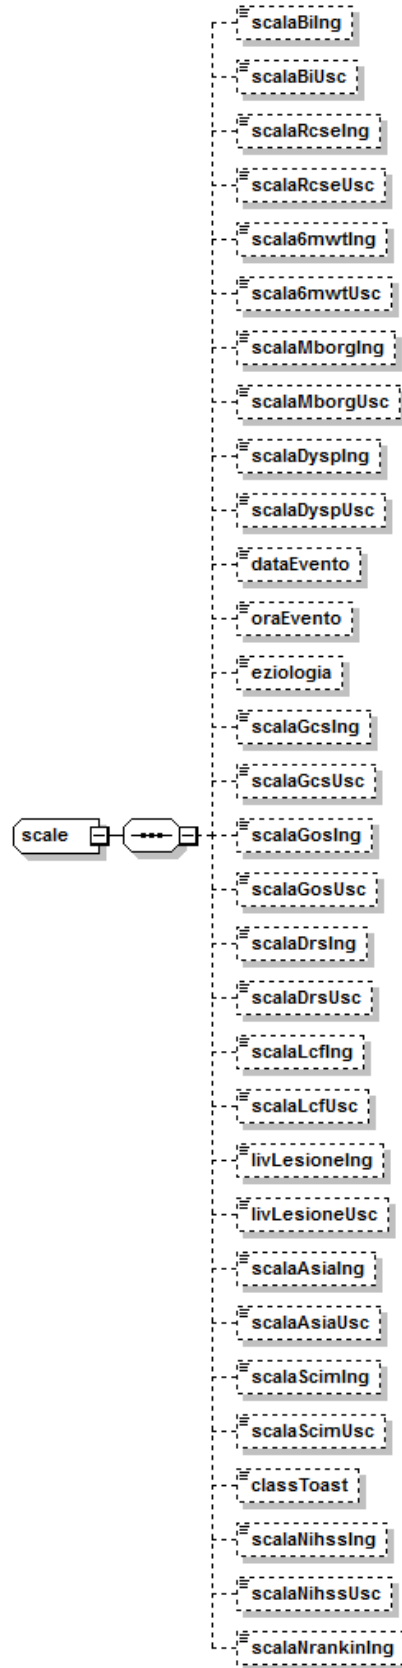 scalaBiIng
scalaBiUsc
scalaRcseIng
scalaRcseUsc
scala6mwtIng
scala6mwtUsc
scalaMborgIng
scalaMborgUsc
scalaDyspIng
scalaDyspUsc
dataEvento
oraEvento
eziologia
scalaGcsIng
scalaGcsUsc
scale
scalaGosIng
scalaGosUsc
scalaDrsIng
scalaDrsUsc
scalaLcfIng
scalaLcfUsc
livLesioneIng
livLesioneUsc
scalaAsiaIng
scalaAsiaUsc
scalaScimIng
scalaScimUsc
classToast
scalaNihssIng
scalaNihssUsc
scalaNrankinIng